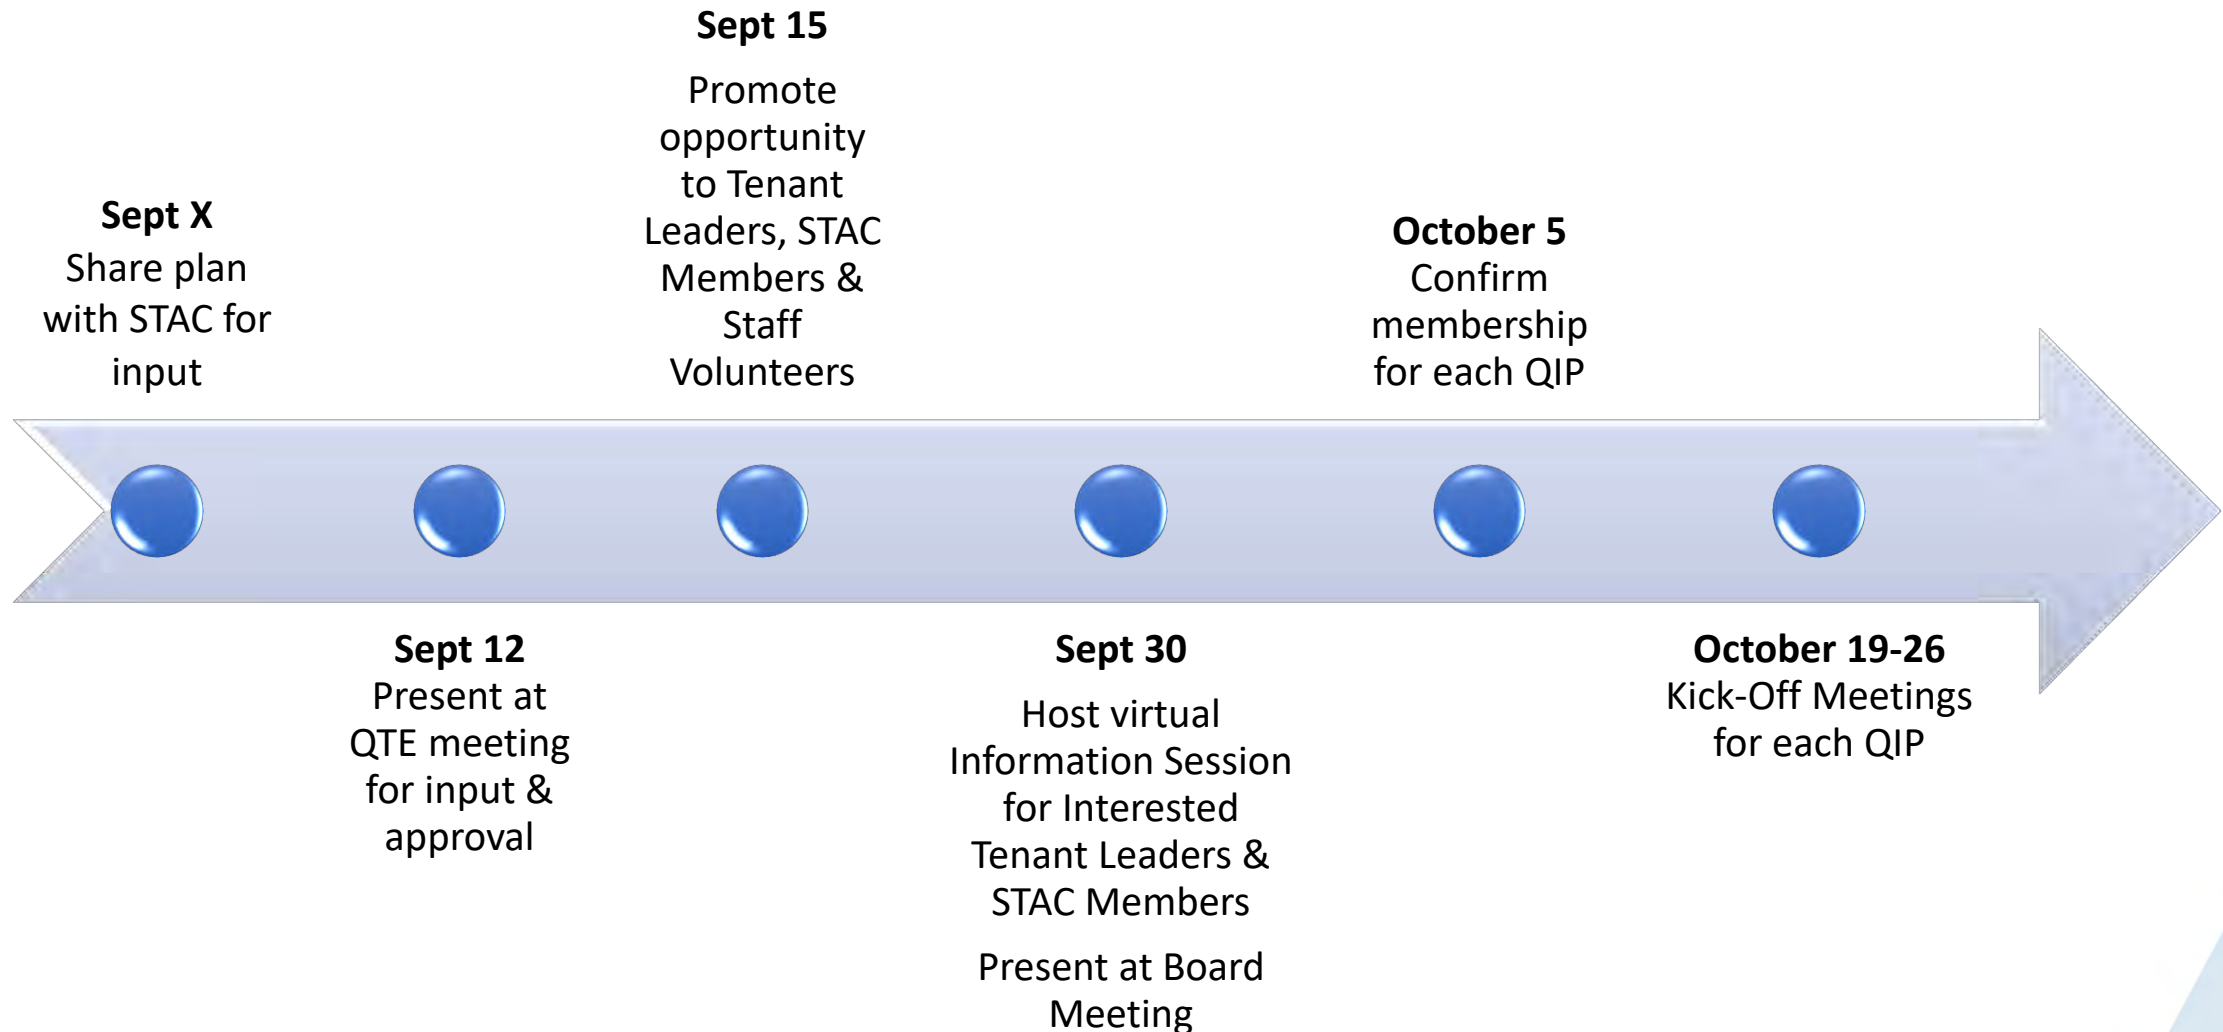 Sept X
Share plan
with STAC for
input
Sept 12
Present at
QTE meeting
for input &
approval
Sept 15
Promote
opportunity
to Tenant
Leaders, STAC
Members &
Staff
Volunteers
Sept 30
Host virtual
Information Session
for Interested
Tenant Leaders &
STAC Members
Present at Board
Meeting
October 5
Confirm
membership
for each QIP
October 19-26
Kick-Off Meetings
for each QIP